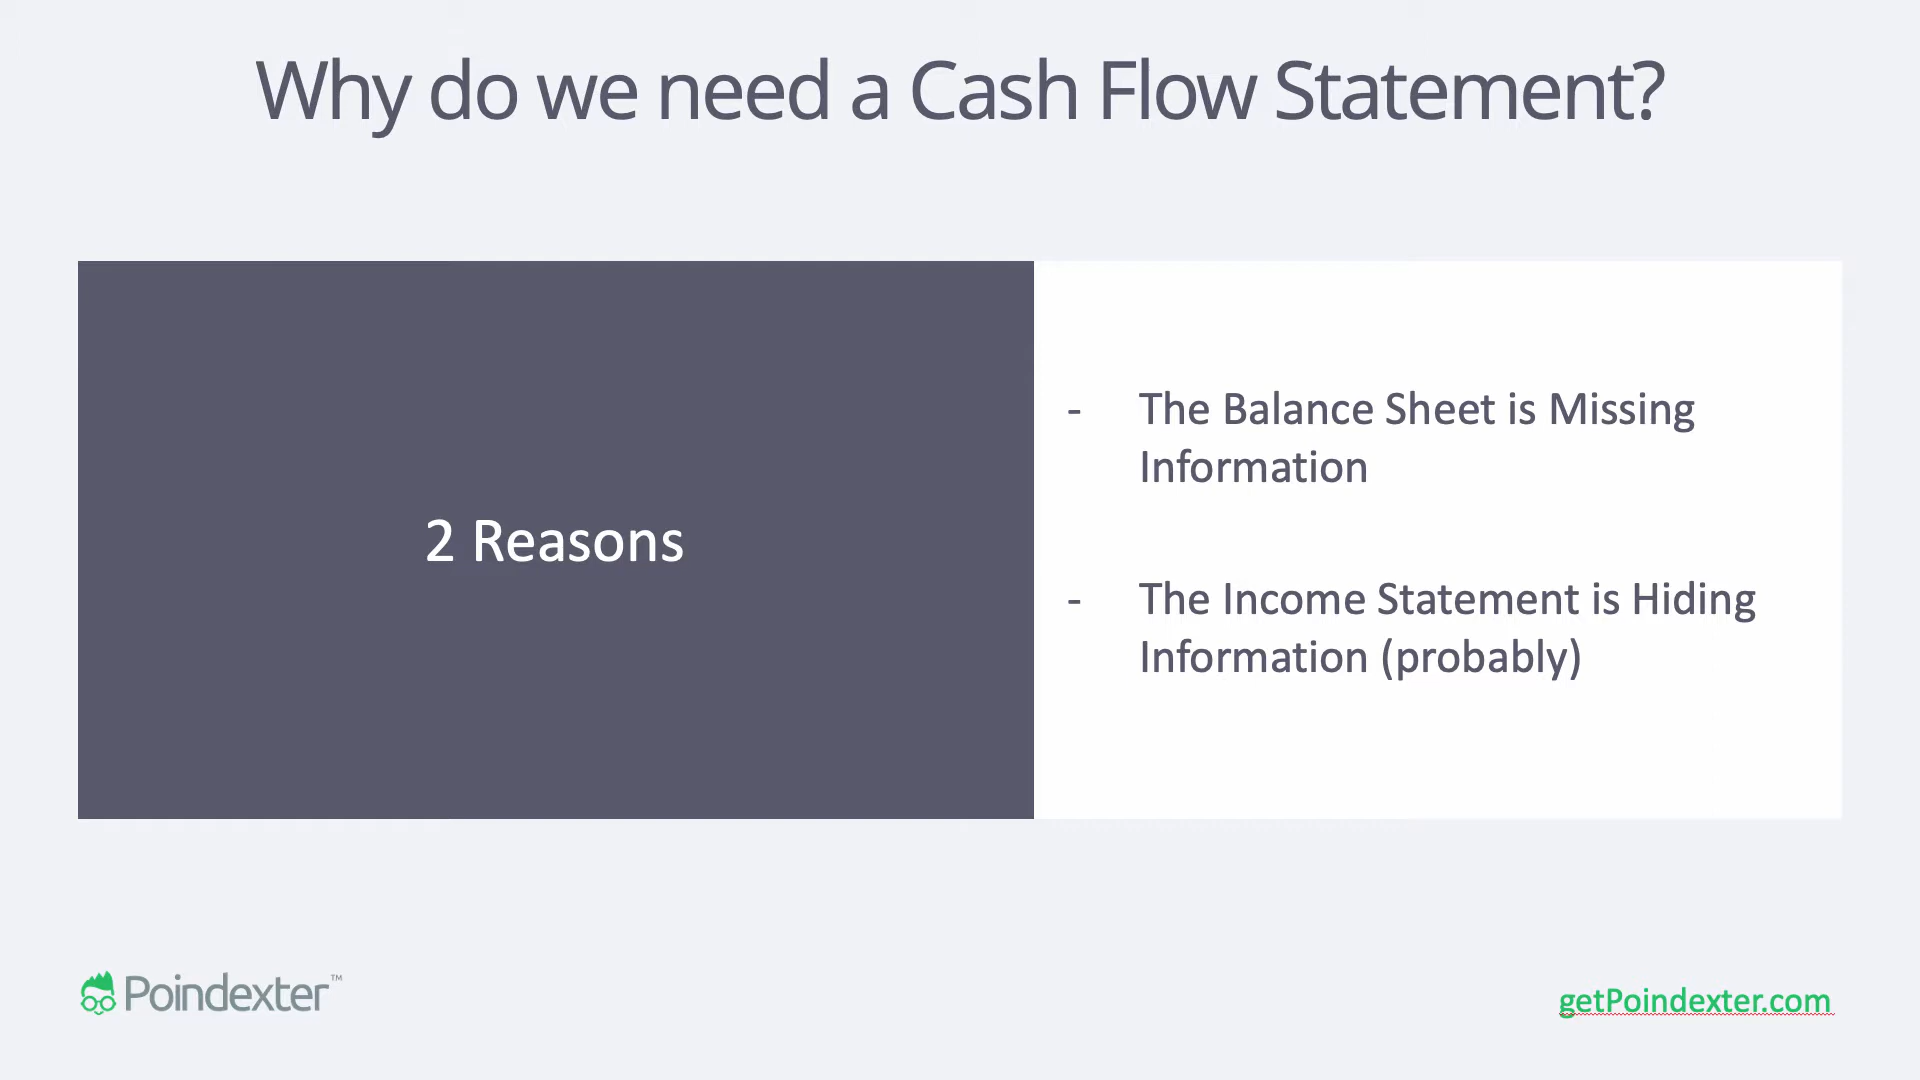 Why do we need a Cash Flow Statement?
2 Reasons
- The Balance Sheet is Missing
Information
- The Income Statement is Hiding
Information (probably)
Poindexter™
getPoindexter.com